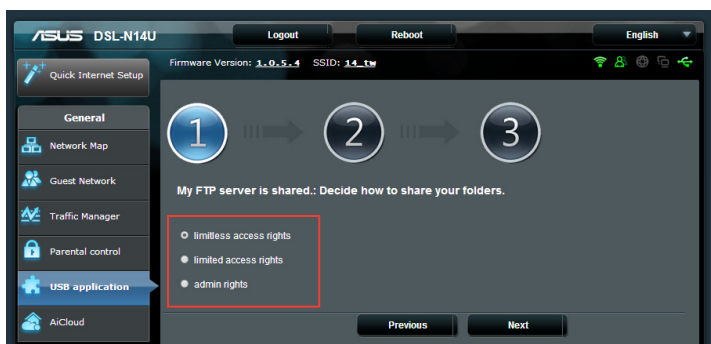 ASUS DSL-N14U Logout Reboot English
Quick Internet Setup
Firmware Version: 1.0.5.4 SSID: 14_tw
General
Network Map
Guest Network
Traffic Manager
Parental control
USB application
AiCloud
1 2 3
My FTP server is shared.: Decide how to share your folders.
limitless access rights
limited access rights
admin rights
Previous Next